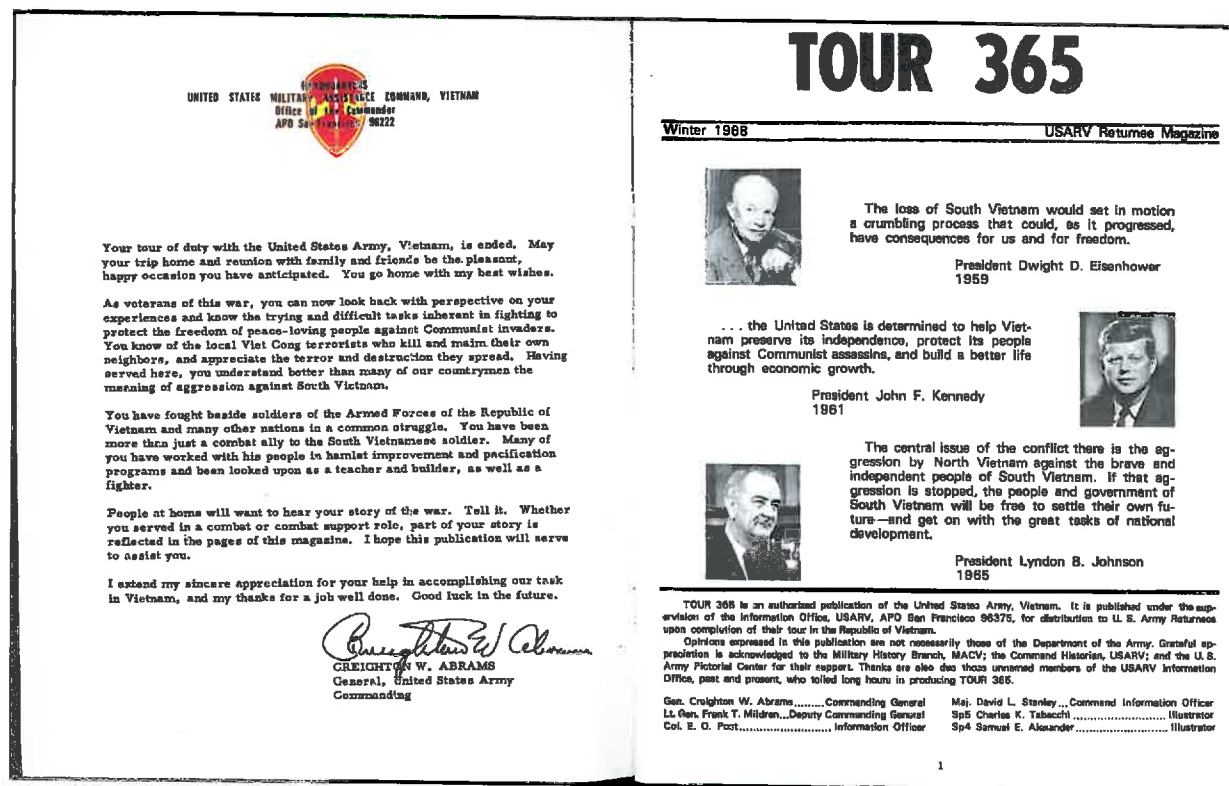 Headquarters
UNITED STATES MILITARY ASSISTANCE COMMAND, VIETNAM
Office of the Commander
APO San Francisco 96222
Your tour of duty with the United States Army, Vietnam, is ended. May
your trip home and reunion with family and friends be the pleasant,
happy occasion you have anticipated. You go home with my best wishes.
As veterans of this war, you can now look back with perspective on your
experiences and know the trying and difficult tasks inherent in fighting to
protect the freedom of peace-loving people against Communist invaders.
You know of the local Viet Cong terrorists who kill and maim their own
neighbors, and appreciate the terror and destruction they spread. Having
served here, you understand better than many of our countrymen the
meaning of aggression against South Vietnam.
You have fought beside soldiers of the Armed Forces of the Republic of
Vietnam and many other nations in a common struggle. You have been
more than just a combat ally to the South Vietnamese soldier. Many of
you have worked with his people in hamlet improvement and pacification
programs and been looked upon as a teacher and builder, as well as a
fighter.
People at home will want to hear your story of the war. Tell it. Whether
you served in a combat or combat support role, part of your story is
reflected in the pages of this magazine. I hope this publication will serve
to assist you.
I extend my sincere appreciation for your help in accomplishing our task
in Vietnam, and my thanks for a job well done. Good luck in the future.
Creighton W Abrams
CREIGHTON W. ABRAMS
General, United States Army
Commanding
TOUR 365
Winter 1968 USARV Returnee Magazine
The loss of South Vietnam would set in motion
a crumbling process that could, as it progressed,
have consequences for us and for freedom.
President Dwight D. Eisenhower
1959
. . . the United States is determined to help Viet-
nam preserve its independence, protect its people
against Communist assassins, and build a better life
through economic growth.
President John F. Kennedy
1961
The central issue of the conflict there is the ag-
gression by North Vietnam against the brave and
independent people of South Vietnam. If that ag-
gression is stopped, the people and government of
South Vietnam will be free to settle their own fu-
ture—and get on with the great tasks of national
development.
President Lyndon B. Johnson
1965
TOUR 365 is an authorized publication of the United States Army, Vietnam. It is published under the sup-
ervision of the Information Office, USARV, APO San Francisco 96375, for distribution to U. S. Army Returnees
upon completion of their tour in the Republic of Vietnam.
Opinions expressed in this publication are not necessarily those of the Department of the Army. Grateful ap-
preciation is acknowledged to the Military History Branch, MACV; the Command Historian, USARV; and the U. S.
Army Pictorial Center for their support. Thanks are also due those unnamed members of the USARV Information
Office, past and present, who toiled long hours in producing TOUR 365.
Gen. Creighton W. Abrams.........Commanding General
Lt. Gen. Frank T. Mildren...Deputy Commanding General
Col. E. O. Post......................... Information Officer
Maj. David L. Stanley...Command Information Officer
Sp5 Charles K. Tabacchi ......................... Illustrator
Sp4 Samuel E. Alexander ......................... Illustrator
1